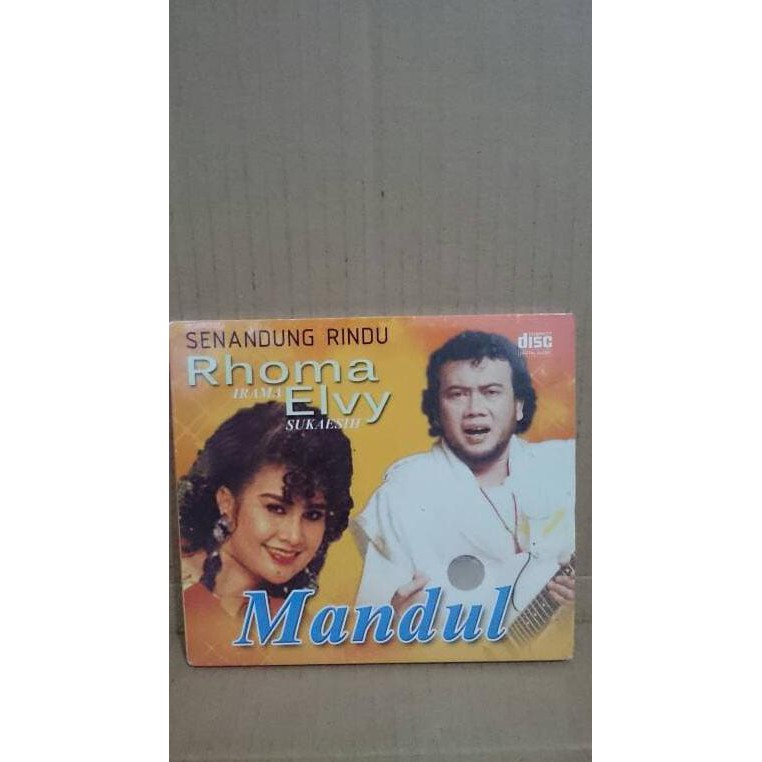 SENANDUNG RINDU
Rhoma
IRAMA
Elvy
SUKAESIH
disc
Mandul